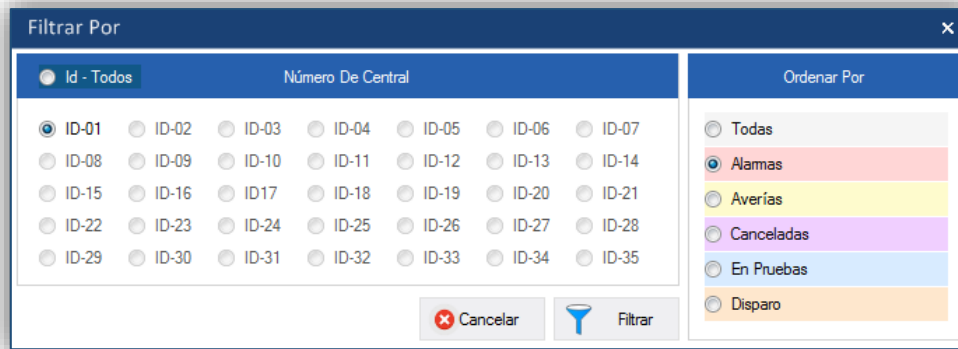 Filtrar Por
Id - Todos Número De Central
ID-01 ID-02 ID-03 ID-04 ID-05 ID-06 ID-07
ID-08 ID-09 ID-10 ID-11 ID-12 ID-13 ID-14
ID-15 ID-16 ID17 ID-18 ID-19 ID-20 ID-21
ID-22 ID-23 ID-24 ID-25 ID-26 ID-27 ID-28
ID-29 ID-30 ID-31 ID-32 ID-33 ID-34 ID-35
Cancelar Filtrar
Ordenar Por
Todas
Alarmas
Averías
Canceladas
En Pruebas
Disparo